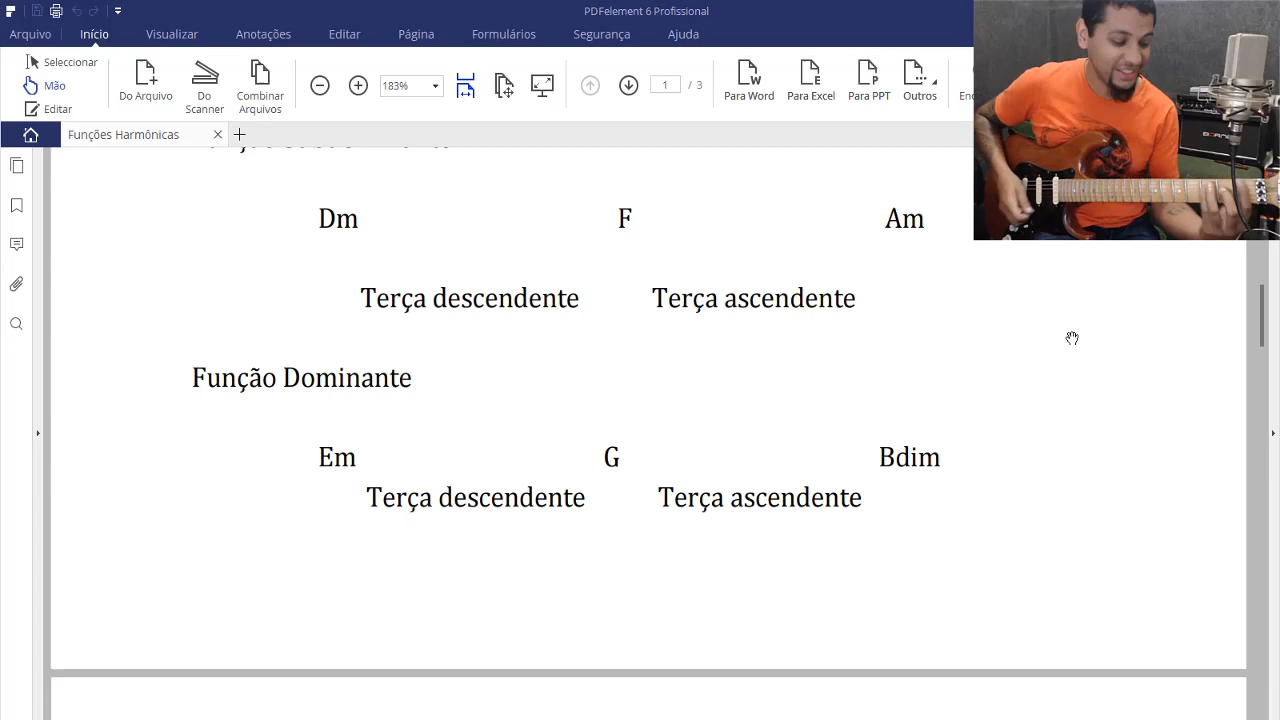 PDFelement 6 Profissional
Arquivo Início Visualizar Anotações Editar Página Formulários Segurança Ajuda
Seleccionar
Mão
Editar
Do Arquivo
Do Scanner
Combinar Arquivos
183%
1 / 3
Para Word
Para Excel
Para PPT
Outros
Enc
Funções Harmônicas
Dm F Am
Terça descendente Terça ascendente
Função Dominante
Em G Bdim
Terça descendente Terça ascendente